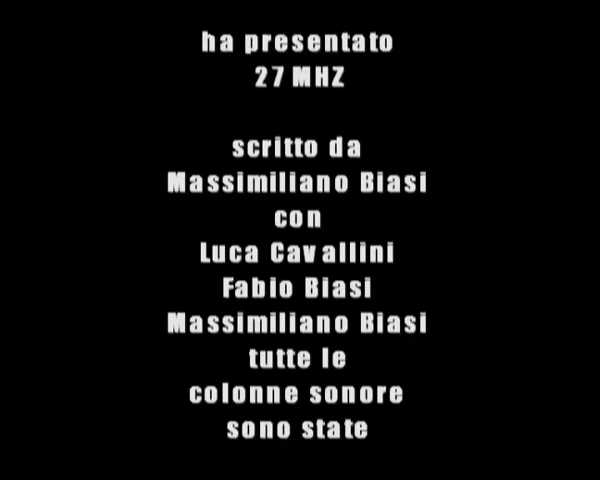 ha presentato
27 MHZ
scritto da
Massimiliano Biasi
con
Luca Cavallini
Fabio Biasi
Massimiliano Biasi
tutte le
colonne sonore
sono state